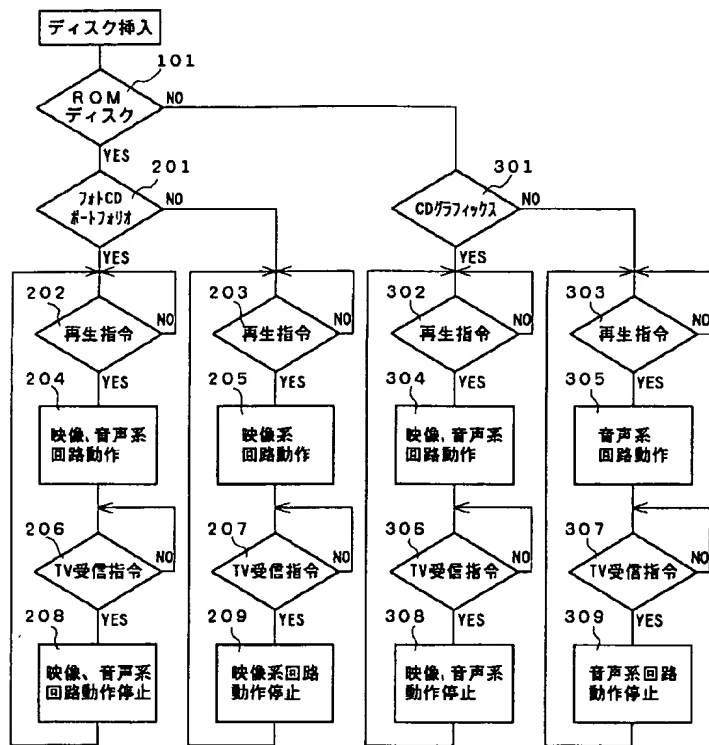 ディスク挿入
101
ROM
ディスク
NO
YES
201
フォトCD
ポートフォリオ
NO
YES
301
CDグラフィックス
NO
YES
202
再生指令
NO
YES
203
再生指令
NO
YES
302
再生指令
NO
YES
303
再生指令
NO
YES
204
映像、音声系
回路動作
205
映像系
回路動作
304
映像、音声系
回路動作
305
音声系
回路動作
206
TV受信指令
NO
YES
207
TV受信指令
NO
YES
306
TV受信指令
NO
YES
307
TV受信指令
NO
YES
208
映像、音声系
回路動作停止
209
映像系回路
動作停止
308
映像、音声系
動作停止
309
音声系回路
動作停止